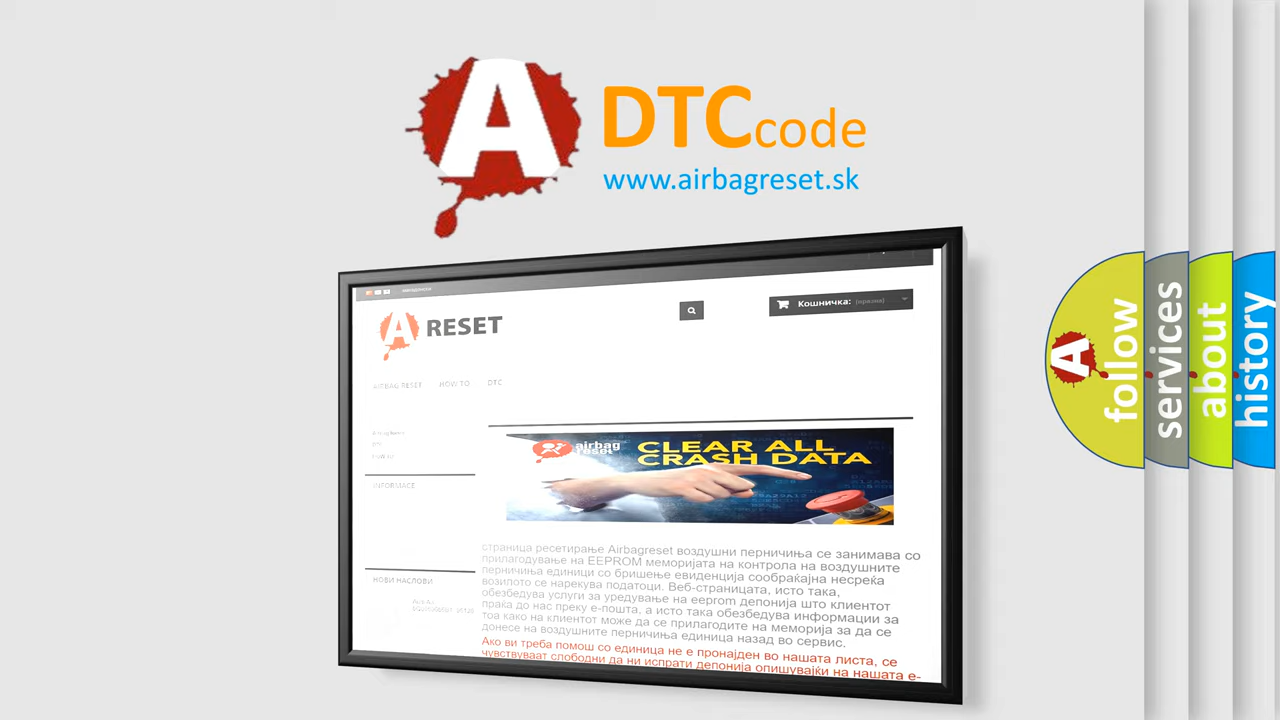 A
DTCcode
www.airbagreset.sk
A RESET
Кошничка: (празна)
AIRBAG RESET
HOW TO
DTC
INFORMACE
НОВИ НАСЛОВИ
airbag
reset
CLEAR ALL
CRASH DATA
страница ресетирање Airbagreset воздушни перничиња се занимава со
прилагодување на EEPROM меморијата на контрола на воздушните
перничиња единици со бришење евиденција сообраќајна несреќа
возилото се нарекува податоци. Веб-страницата, исто така,
обезбедува услуги за уредување на eeprom депонија што клиентот
праќа до нас преку е-пошта, а исто така обезбедува информации за
тоа како на клиентот може да се прилагодите на меморија за да се
донесе на воздушните перничиња единица назад во сервис.
Ако ви треба помош со единица не е пронајден во нашата листа, се
чувствуваат слободни да ни испрати депонија опишувајќи на нашата е-
A
follow
services
about
history